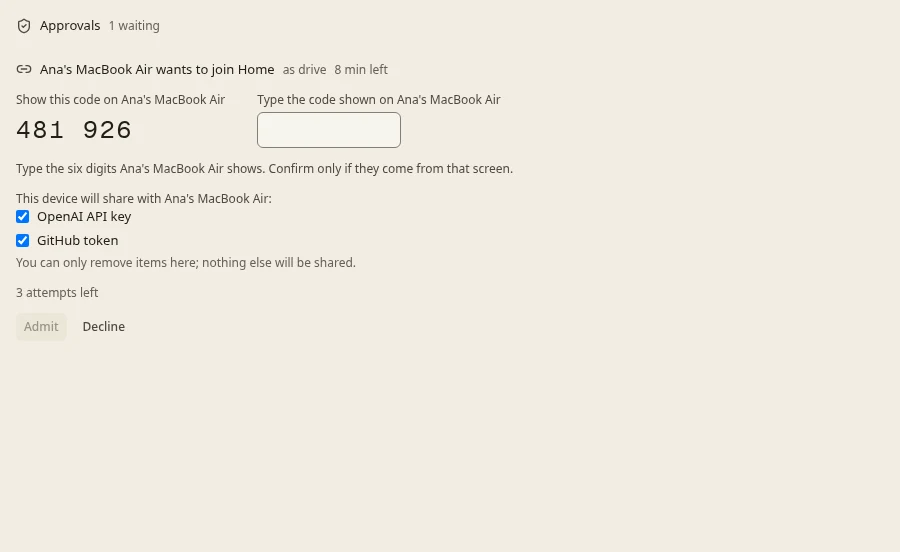 Approvals 1 waiting
Ana's MacBook Air wants to join Home as drive 8 min left
Show this code on Ana's MacBook Air Type the code shown on Ana's MacBook Air
481 926
Type the six digits Ana's MacBook Air shows. Confirm only if they come from that screen.
This device will share with Ana's MacBook Air:
OpenAI API key
GitHub token
You can only remove items here; nothing else will be shared.
3 attempts left
Admit Decline